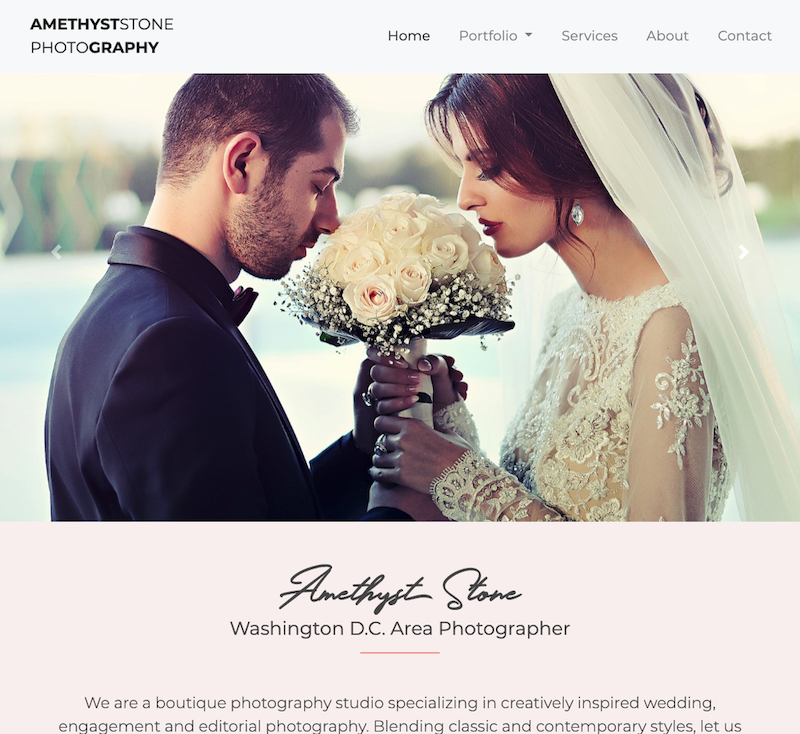 AMETHYSTSTONE
PHOTOGRAPHY
Home Portfolio Services About Contact
Amethyst Stone
Washington D.C. Area Photographer
We are a boutique photography studio specializing in creatively inspired wedding,
engagement and editorial photography. Blending classic and contemporary styles, let us